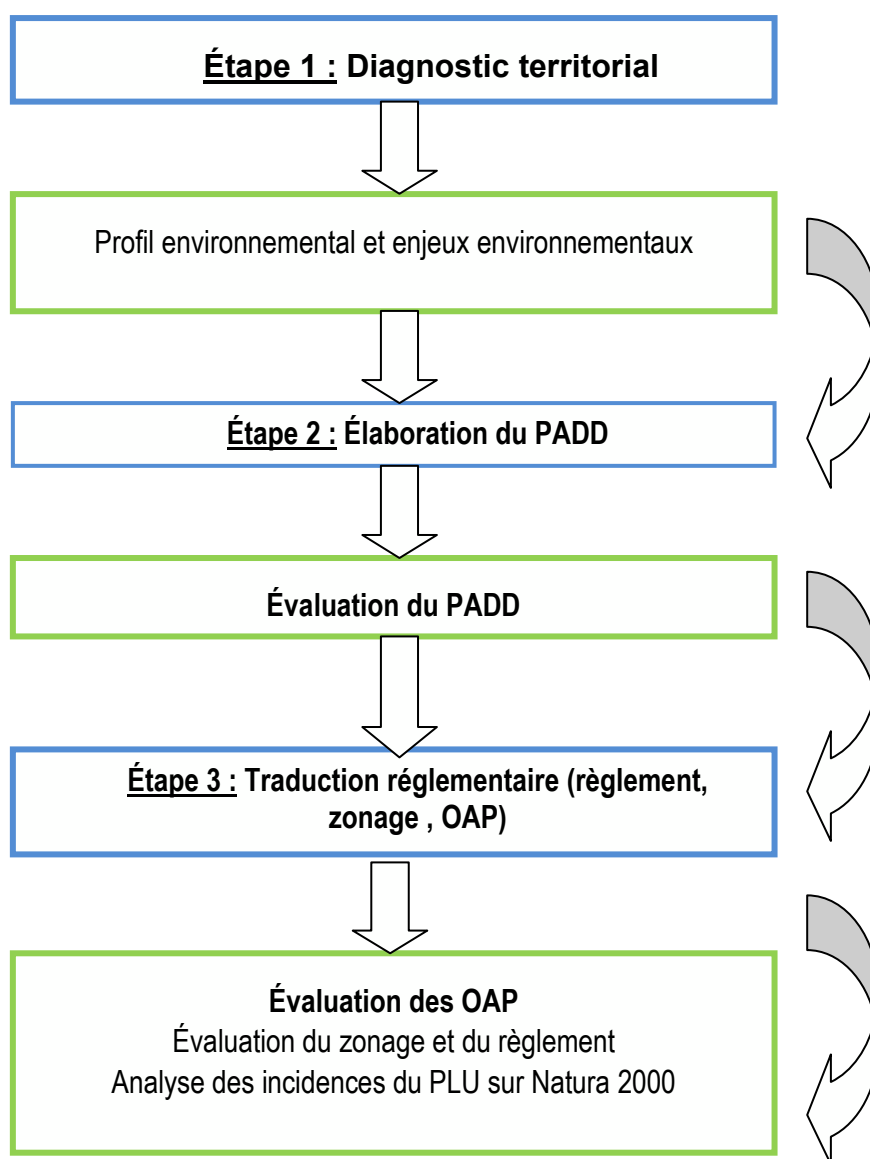 Étape 1 : Diagnostic territorial
Profil environnemental et enjeux environnementaux
Étape 2 : Élaboration du PADD
Évaluation du PADD
Étape 3 : Traduction réglementaire (règlement,
zonage , OAP)
Évaluation des OAP
Évaluation du zonage et du règlement
Analyse des incidences du PLU sur Natura 2000